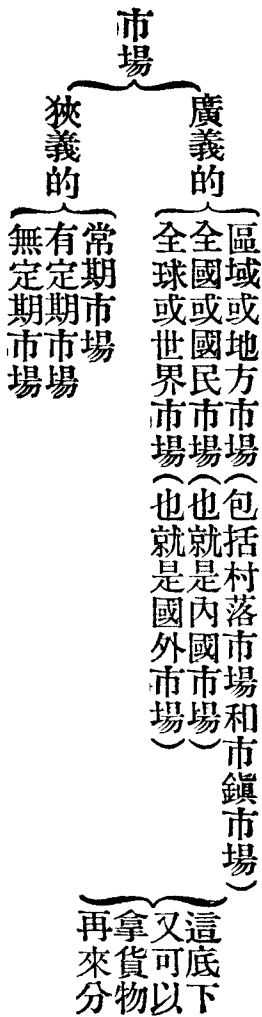 市場
廣義的
區域或地方市場（包括村落市場和市鎮市場）
全國或國民市場（也就是內國市場）
全球或世界市場（也就是國外市場）
這底下
又可以
拿貨物
再來分
狹義的
常期市場
有定期市場
無定期市場